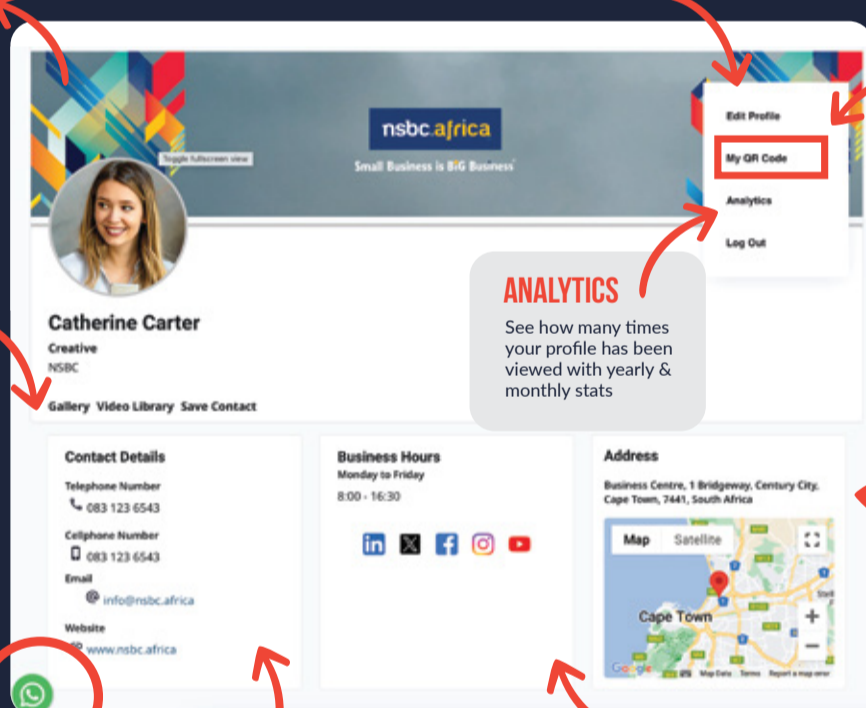 nsbc.africa
Small Business is BiG Business
Toggle fullscreen view
Edit Profile
My QR Code
Analytics
Log Out
ANALYTICS
See how many times
your profile has been
viewed with yearly &
monthly stats
Catherine Carter
Creative
NSBC
Gallery Video Library Save Contact
Contact Details
Telephone Number
083 123 6543
Cellphone Number
083 123 6543
Email
info@nsbc.africa
Website
www.nsbc.africa
Business Hours
Monday to Friday
8:00 - 16:30
in X f
Address
Business Centre, 1 Bridgeway, Century City,
Cape Town, 7441, South Africa
Map Satellite
Cape Town
+
−
Google
Map Data Terms Report a map error